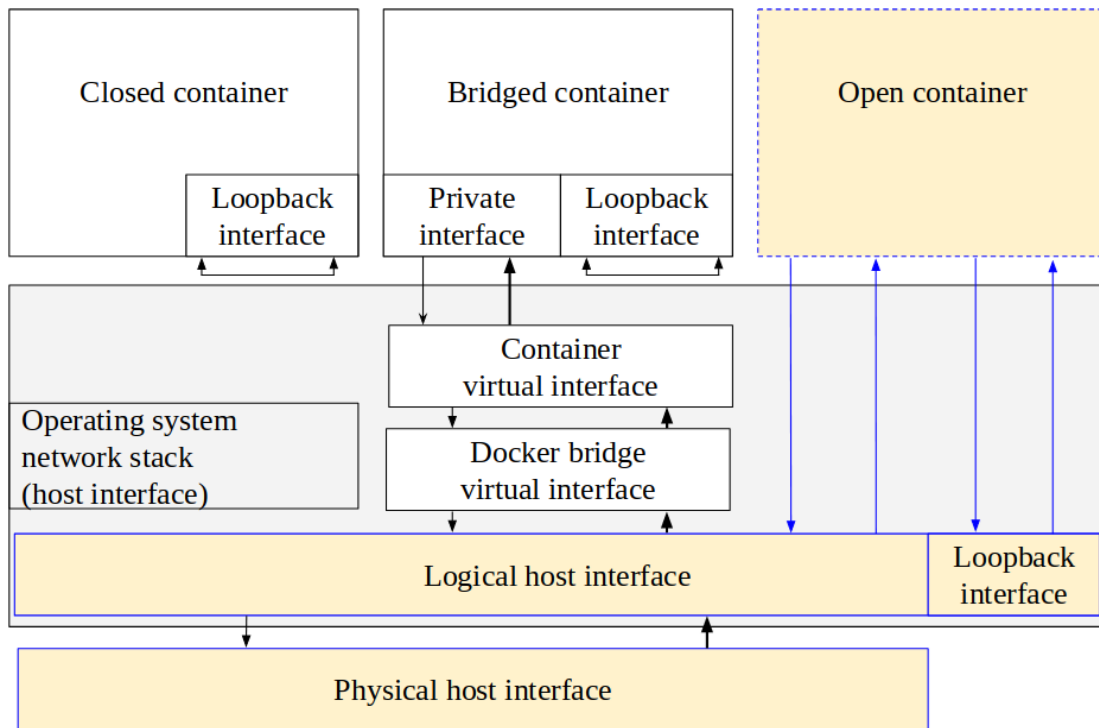 Closed container
Bridged container
Open container
Loopback
interface
Private
interface
Loopback
interface
Container
virtual interface
Operating system
network stack
(host interface)
Docker bridge
virtual interface
Logical host interface
Loopback
interface
Physical host interface